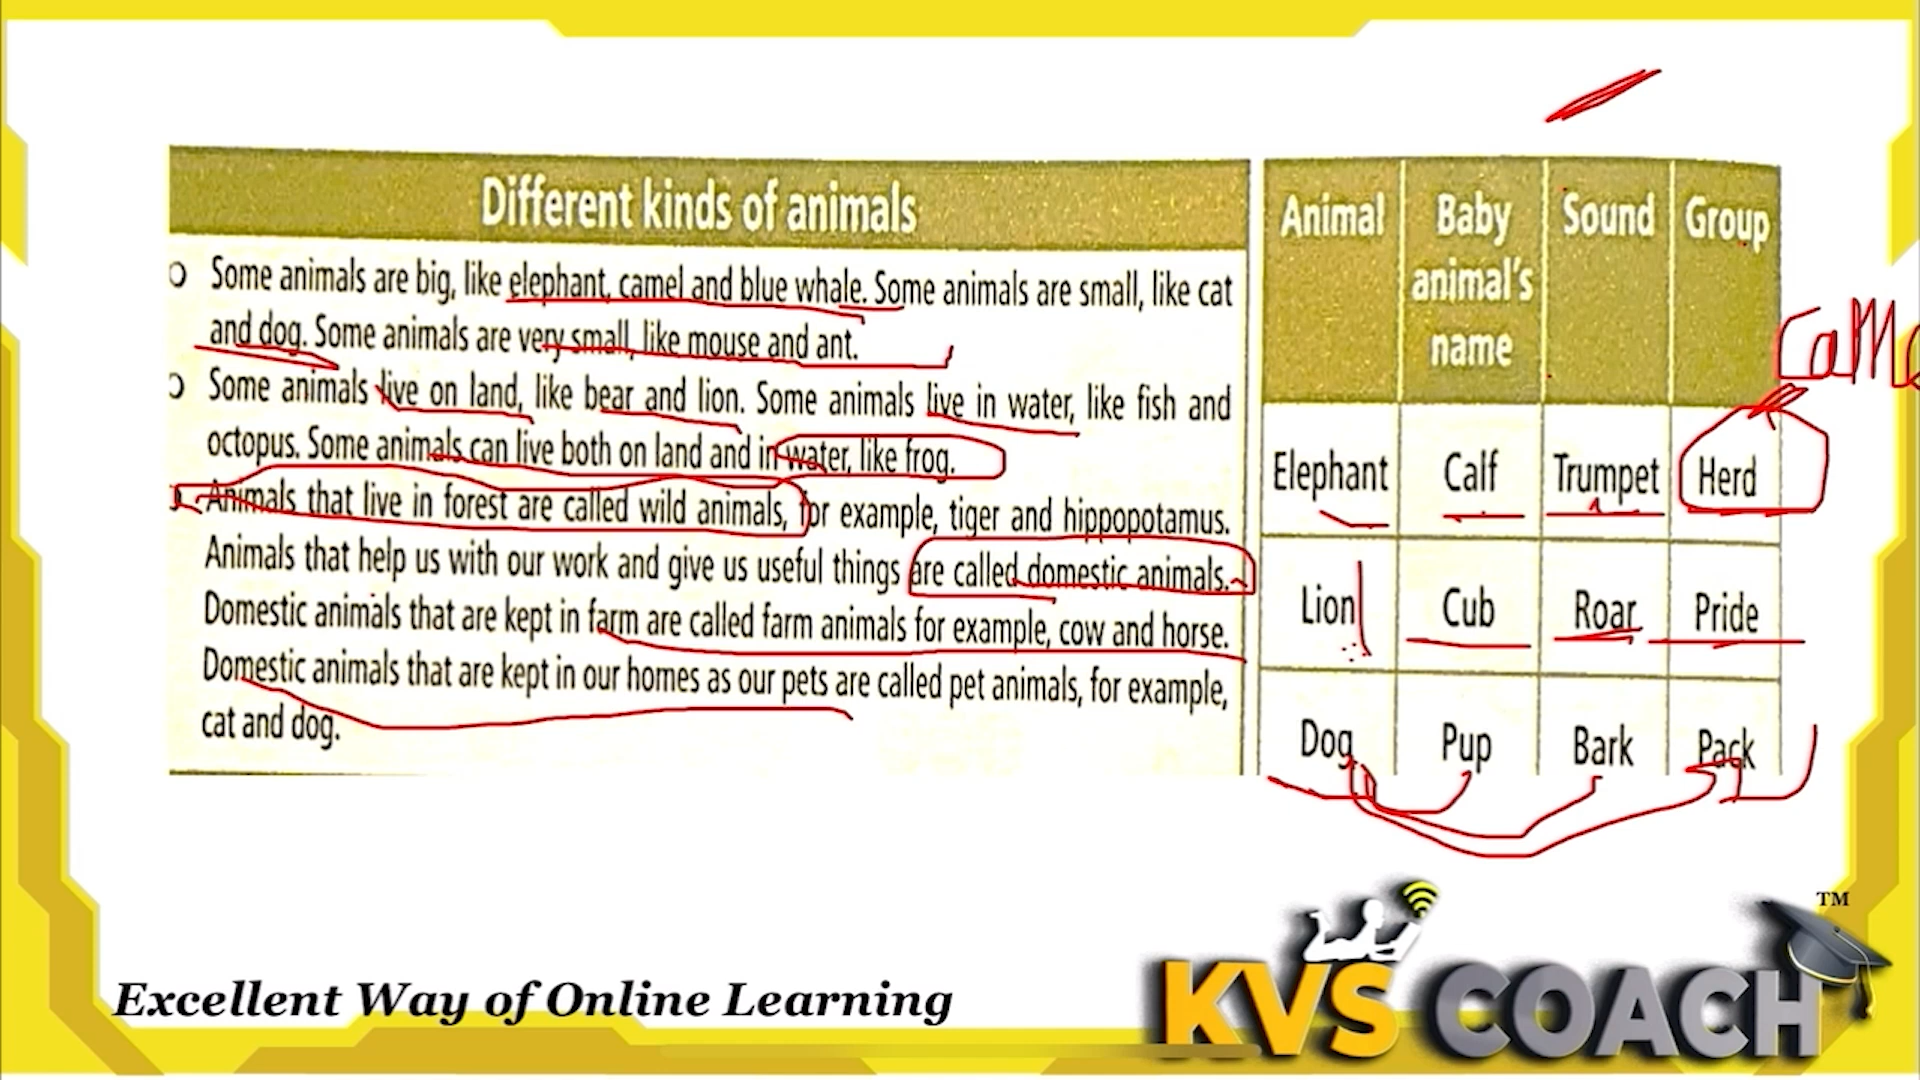 Different kinds of animals
Some animals are big, like elephant, camel and blue whale. Some animals are small, like cat
and dog. Some animals are very small, like mouse and ant.
Some animals live on land, like bear and lion. Some animals live in water, like fish and
octopus. Some animals can live both on land and in water, like frog.
Animals that live in forest are called wild animals, for example, tiger and hippopotamus.
Animals that help us with our work and give us useful things are called domestic animals.
Domestic animals that are kept in farm are called farm animals for example, cow and horse.
Domestic animals that are kept in our homes as our pets are called pet animals, for example,
cat and dog.
Animal Baby animal's name Sound Group
Elephant Calf Trumpet Herd
Lion Cub Roar Pride
Dog Pup Bark Pack
Excellent Way of Online Learning
KVS COACH
TM